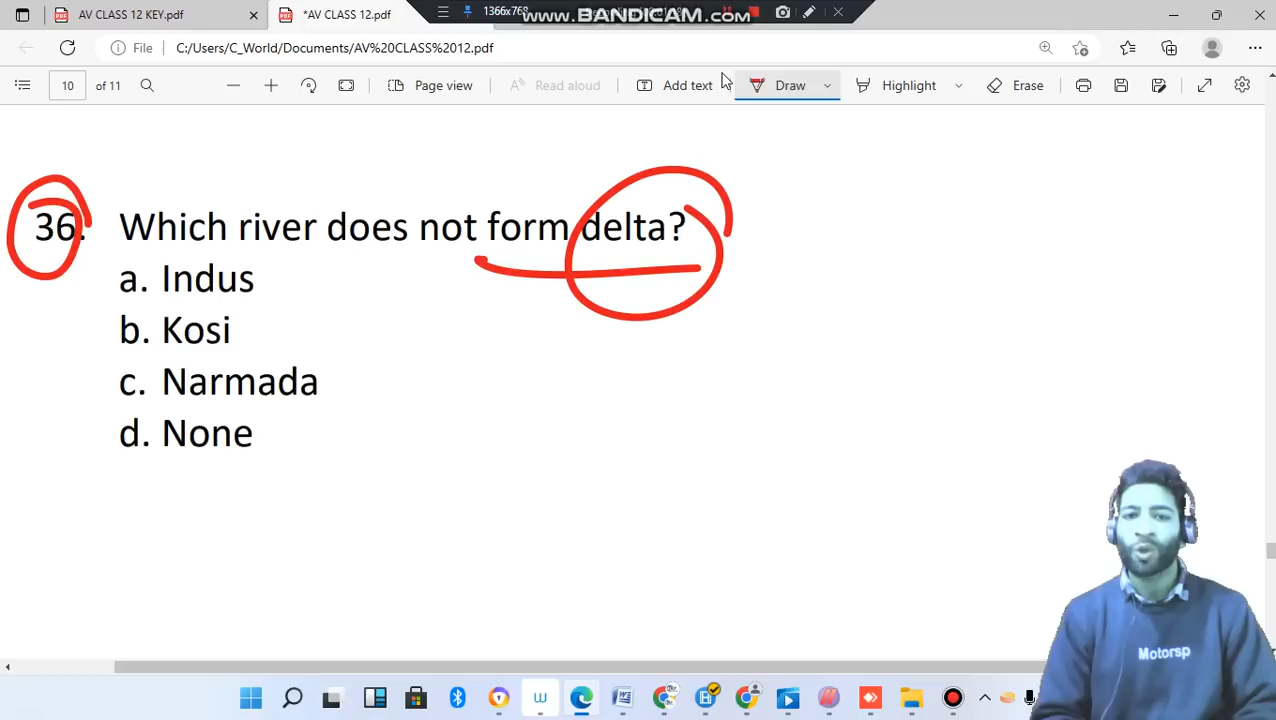 AV CLASS 12 KEY.pdf
*AV CLASS 12.pdf
1366x768
www.BANDICAM.com
File
C:/Users/C_World/Documents/AV%20CLASS%2012.pdf
10 of 11
Page view
Read aloud
Add text
Draw
Highlight
Erase
36. Which river does not form delta?
a. Indus
b. Kosi
c. Narmada
d. None
Motorsp